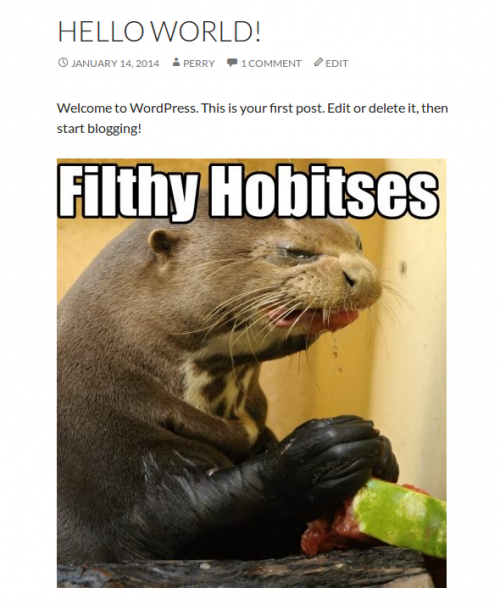 HELLO WORLD!
JANUARY 14, 2014 PERRY 1 COMMENT EDIT
Welcome to WordPress. This is your first post. Edit or delete it, then
start blogging!
Filthy Hobitses